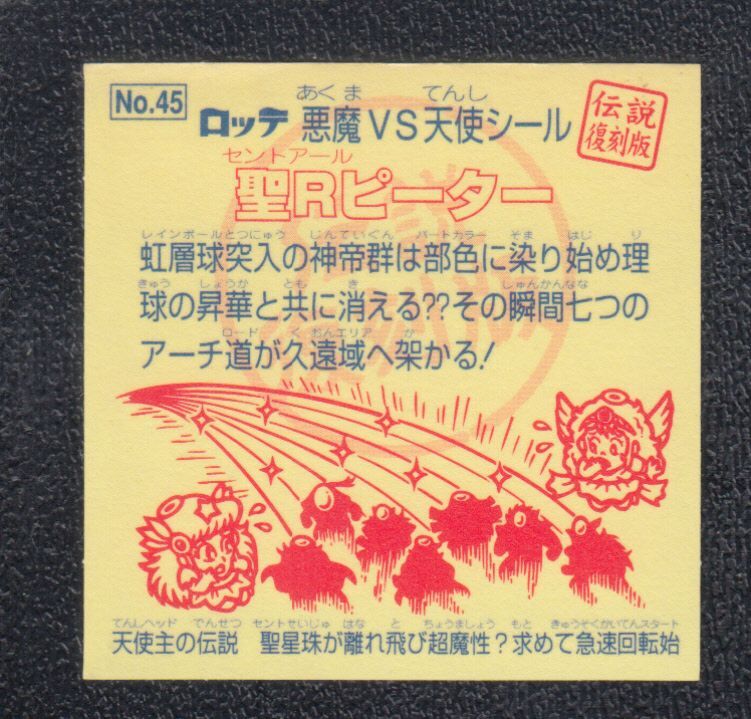 No.45
あくま てんし
ロッテ 悪魔VS天使シール
伝説
復刻版
セントアール
聖Rピーター
レインボールとつにゅう じんていぐん パートカラー そま はじ り
虹層球突入の神帝群は部色に染り始め理
きゅう しょうか とも き しゅんかんなな
球の昇華と共に消える??その瞬間七つの
ロード くおんエリア か
アーチ道が久遠域へ架かる!
てんしヘッド でんせつ セントせいじゅ はな と ちょうましょう もと きゅうそくかいてんスタート
天使主の伝説 聖星珠が離れ飛び超魔性?求めて急速回転始